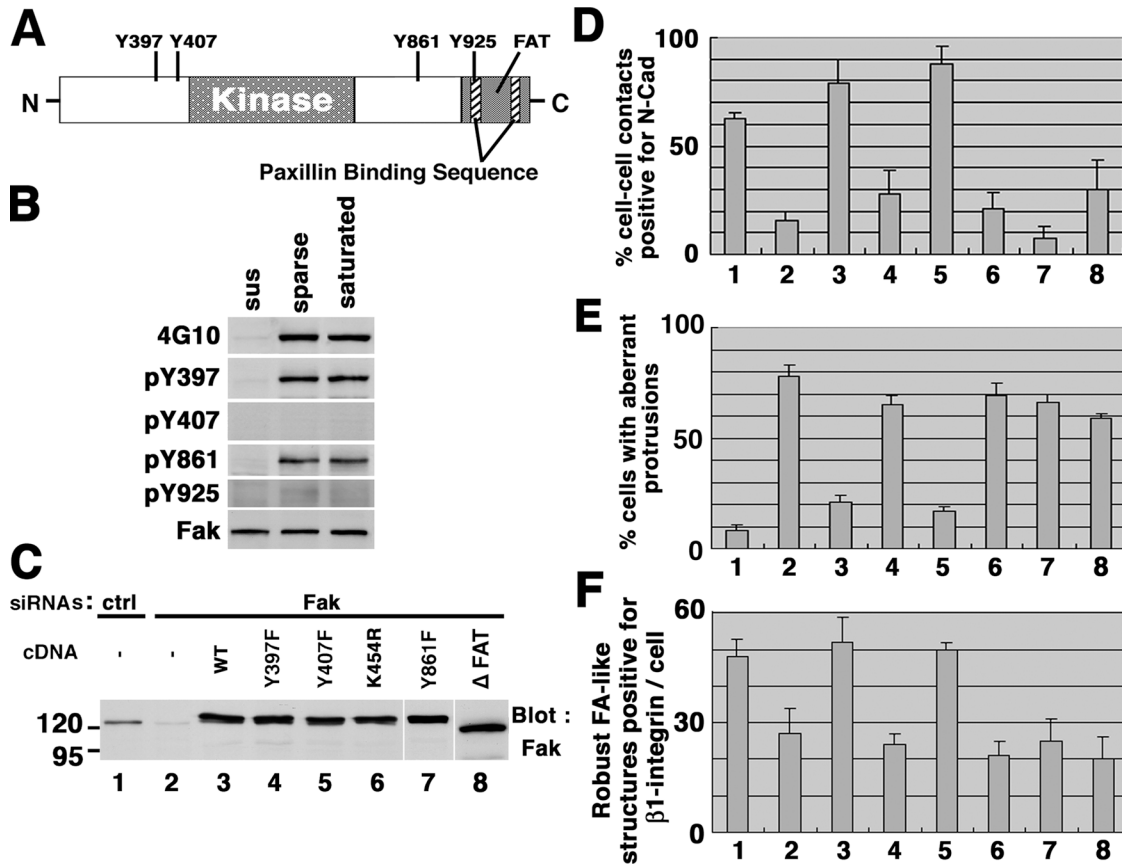 A
Y397 Y407 Y861 Y925 FAT
N Kinase C
Paxillin Binding Sequence
B
sus sparse saturated
4G10
pY397
pY407
pY861
pY925
Fak
C
siRNAs: ctrl Fak
cDNA - - WT Y397F Y407F K454R Y861F Δ FAT
120
95
Blot :
Fak
1 2 3 4 5 6 7 8
D
% cell-cell contacts
positive for N-Cad
100
50
0
1 2 3 4 5 6 7 8
E
% cells with aberrant
protrusions
100
50
0
1 2 3 4 5 6 7 8
F
Robust FA-like
structures positive for
β1-integrin / cell
60
30
0
1 2 3 4 5 6 7 8